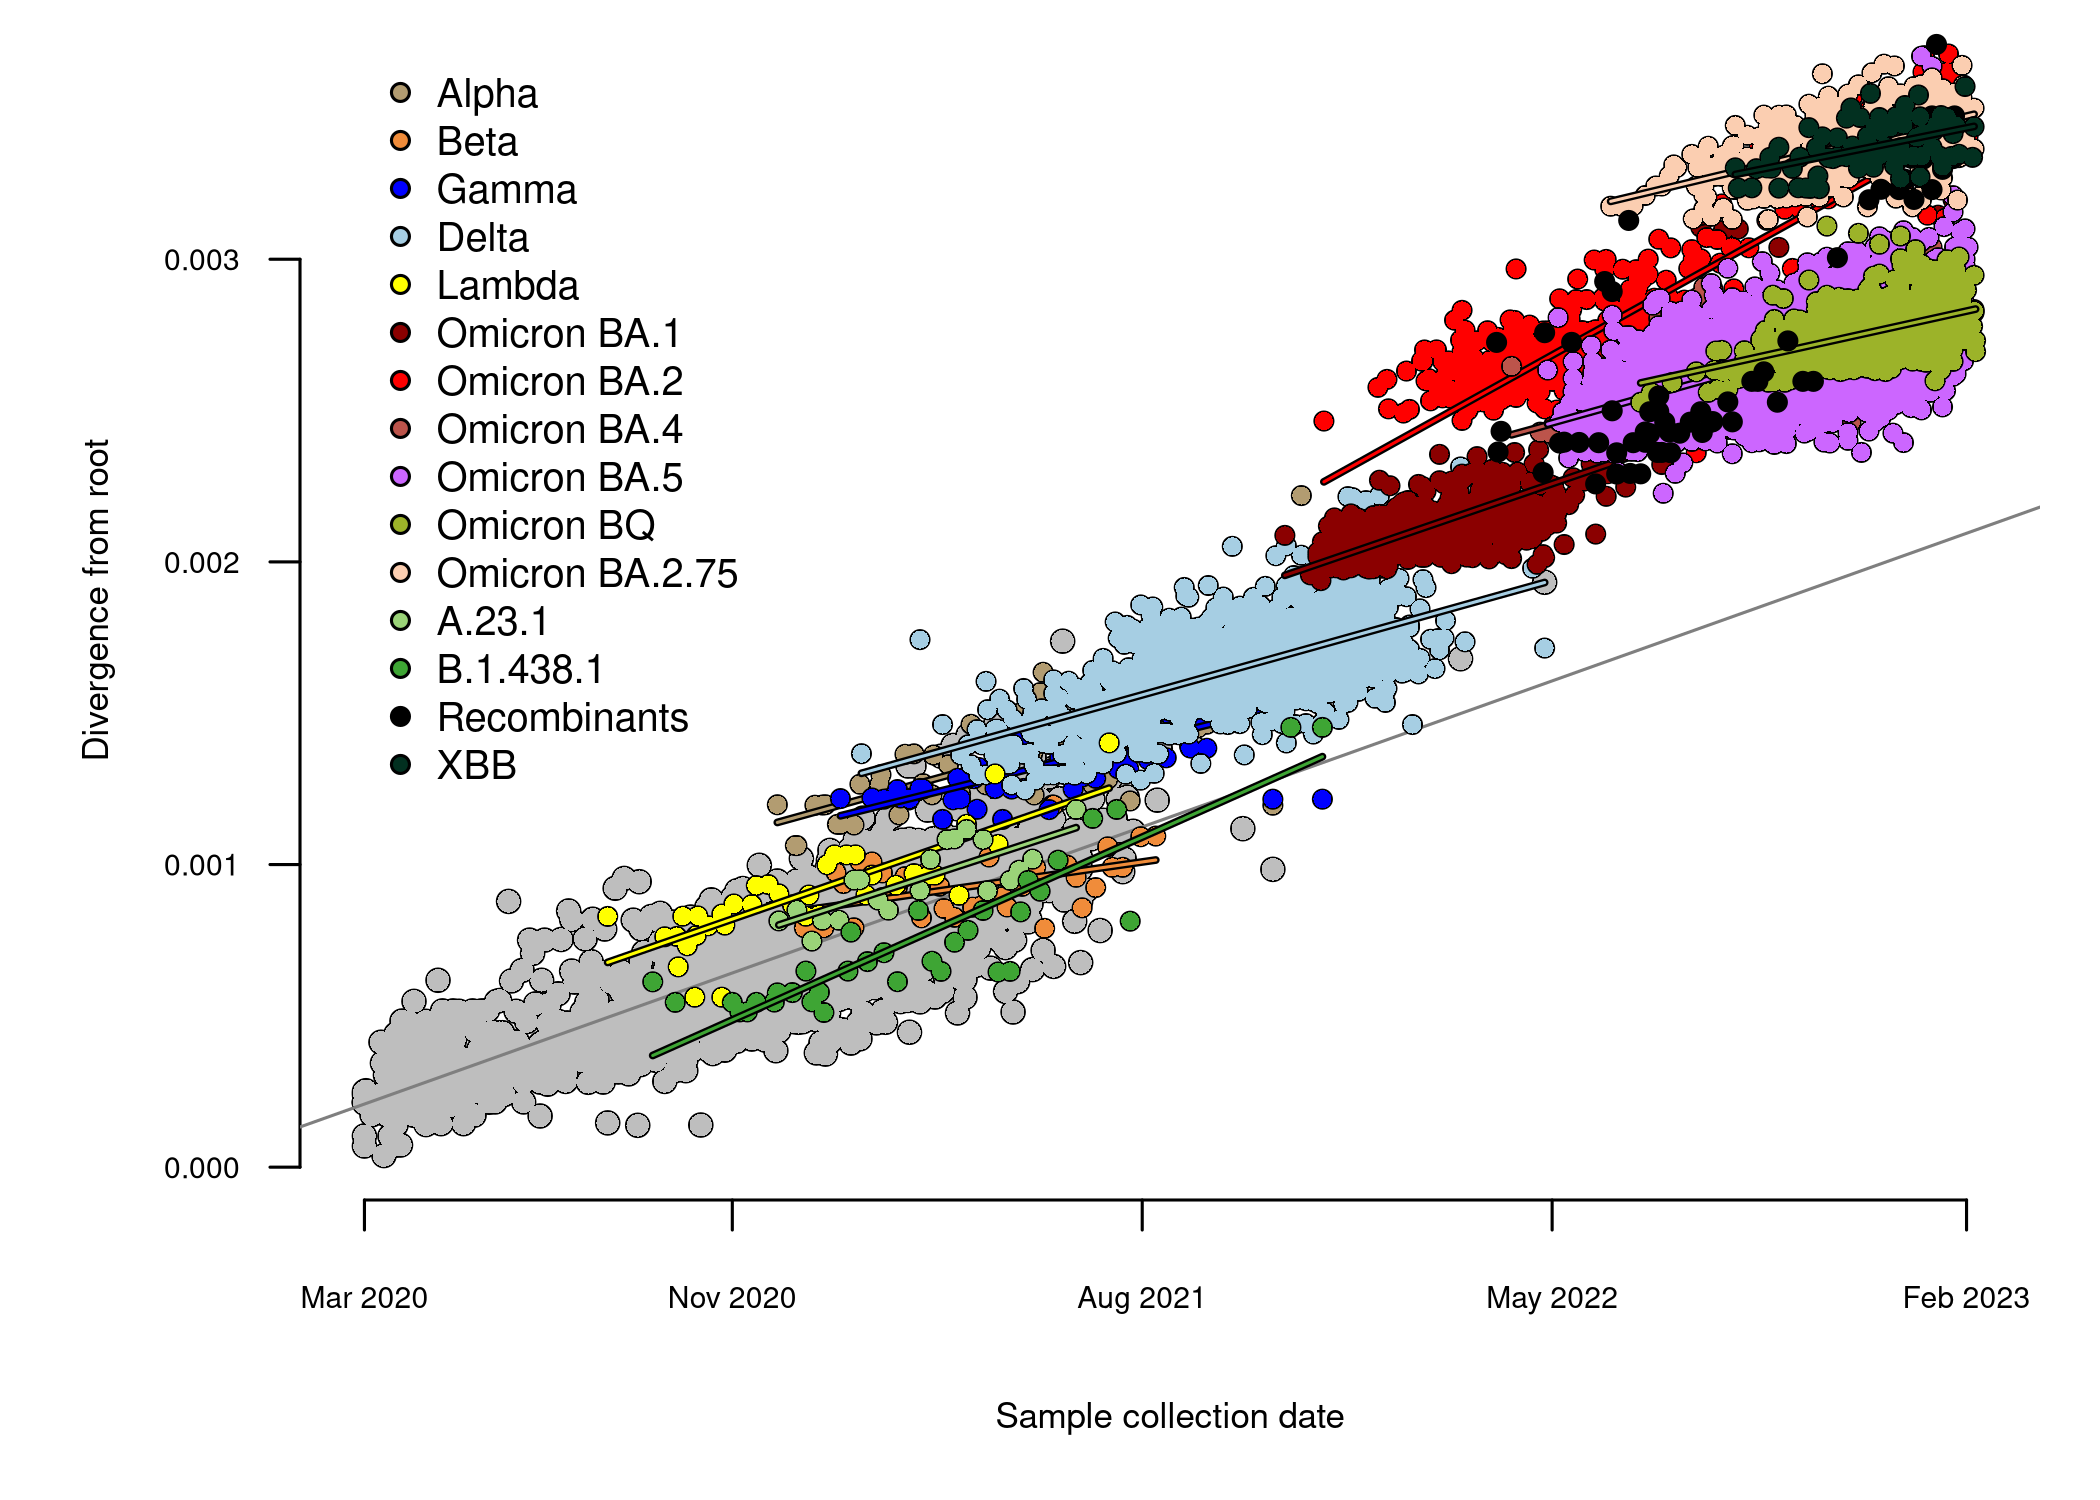 Alpha
Beta
Gamma
Delta
Lambda
Omicron BA.1
Omicron BA.2
Omicron BA.4
Omicron BA.5
Omicron BQ
Omicron BA.2.75
A.23.1
B.1.438.1
Recombinants
XBB
Divergence from root
0.003
0.002
0.001
0.000
Mar 2020 Nov 2020 Aug 2021 May 2022 Feb 2023
Sample collection date